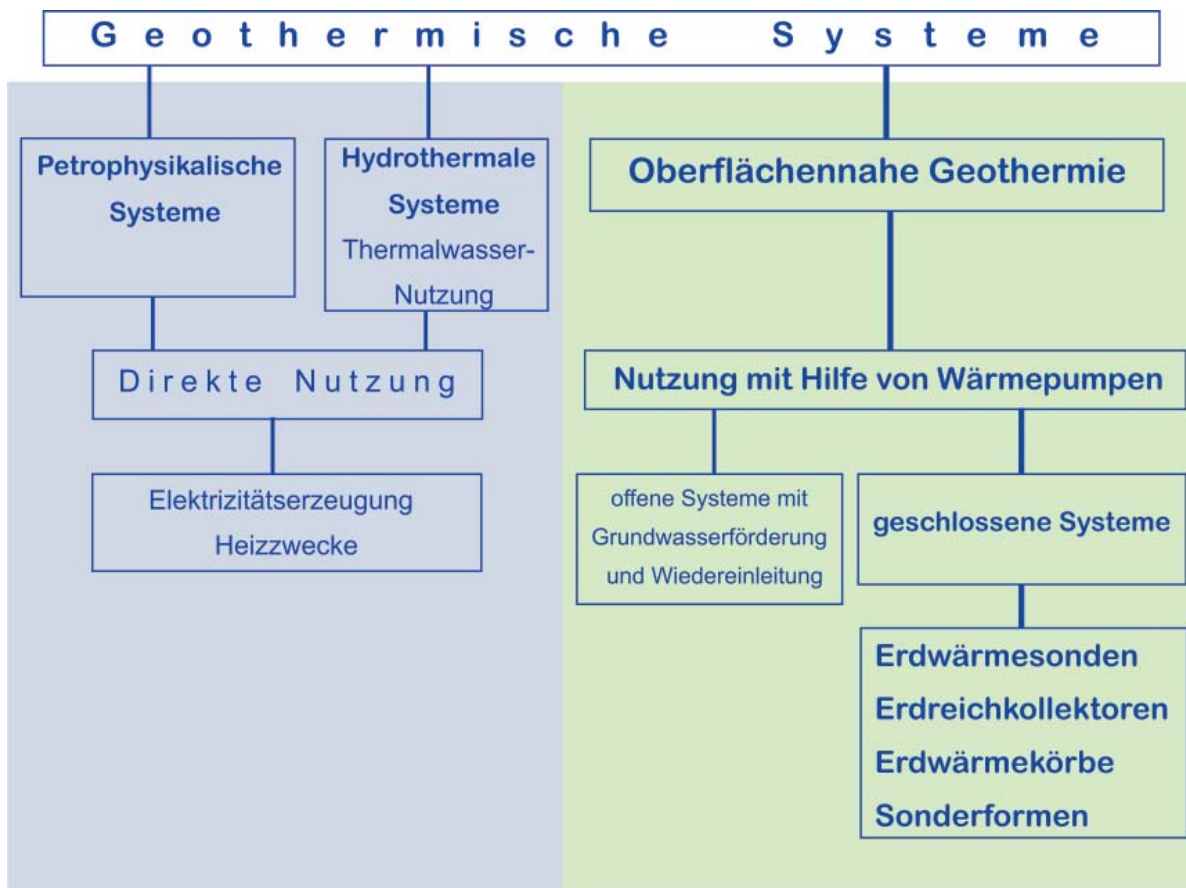 Geothermische Systeme
Petrophysikalische
Systeme
Hydrothermale
Systeme
Thermalwasser-
Nutzung
Direkte Nutzung
Elektrizitätserzeugung
Heizzwecke
Oberflächennahe Geothermie
Nutzung mit Hilfe von Wärmepumpen
offene Systeme mit
Grundwasserförderung
und Wiedereinleitung
geschlossene Systeme
Erdwärmesonden
Erdreichkollektoren
Erdwärmekörbe
Sonderformen